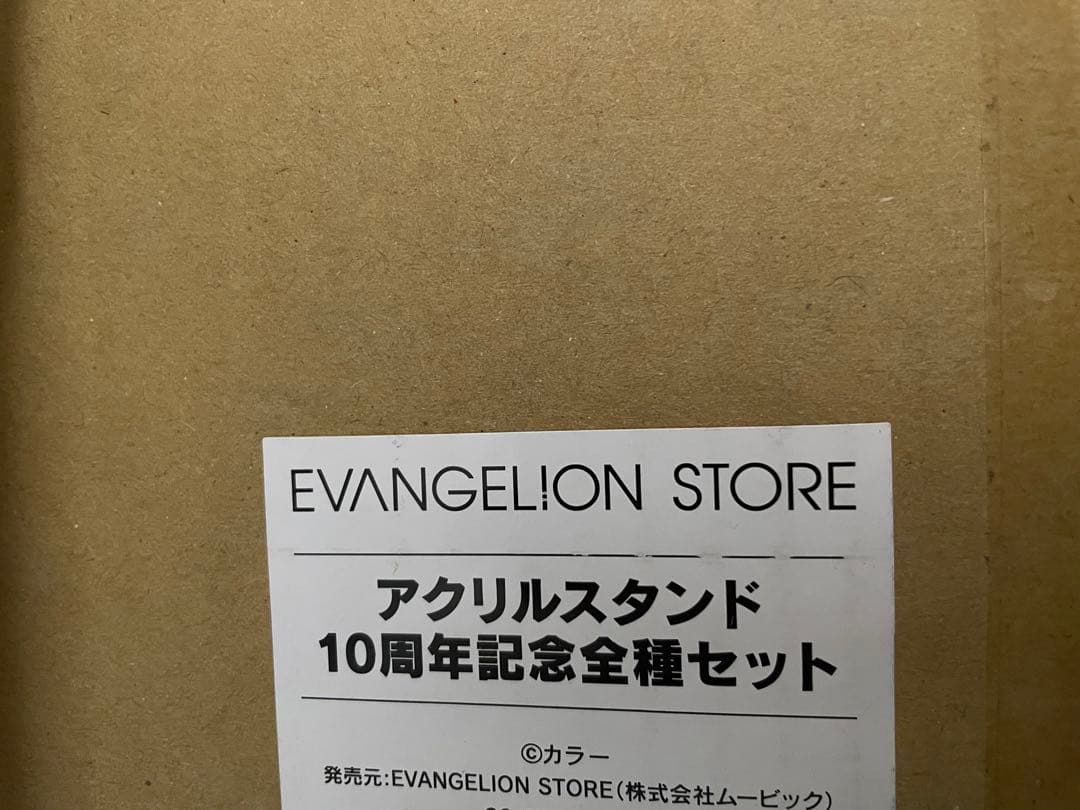 EVANGELION STORE
アクリルスタンド
10周年記念全種セット
©カラー
発売元:EVANGELION STORE(株式会社ムービック)